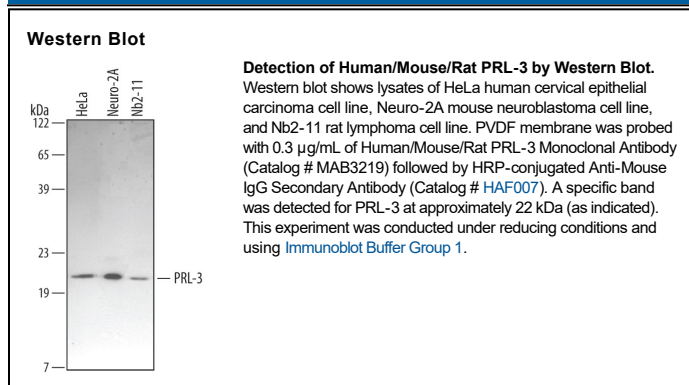 Western Blot
HeLa
Neuro-2A
Nb2-11
kDa
122
65
39
23
19
7
PRL-3
Detection of Human/Mouse/Rat PRL-3 by Western Blot.
Western blot shows lysates of HeLa human cervical epithelial
carcinoma cell line, Neuro-2A mouse neuroblastoma cell line,
and Nb2-11 rat lymphoma cell line. PVDF membrane was probed
with 0.3 µg/mL of Human/Mouse/Rat PRL-3 Monoclonal Antibody
(Catalog # MAB3219) followed by HRP-conjugated Anti-Mouse
IgG Secondary Antibody (Catalog # HAF007). A specific band
was detected for PRL-3 at approximately 22 kDa (as indicated).
This experiment was conducted under reducing conditions and
using Immunoblot Buffer Group 1.